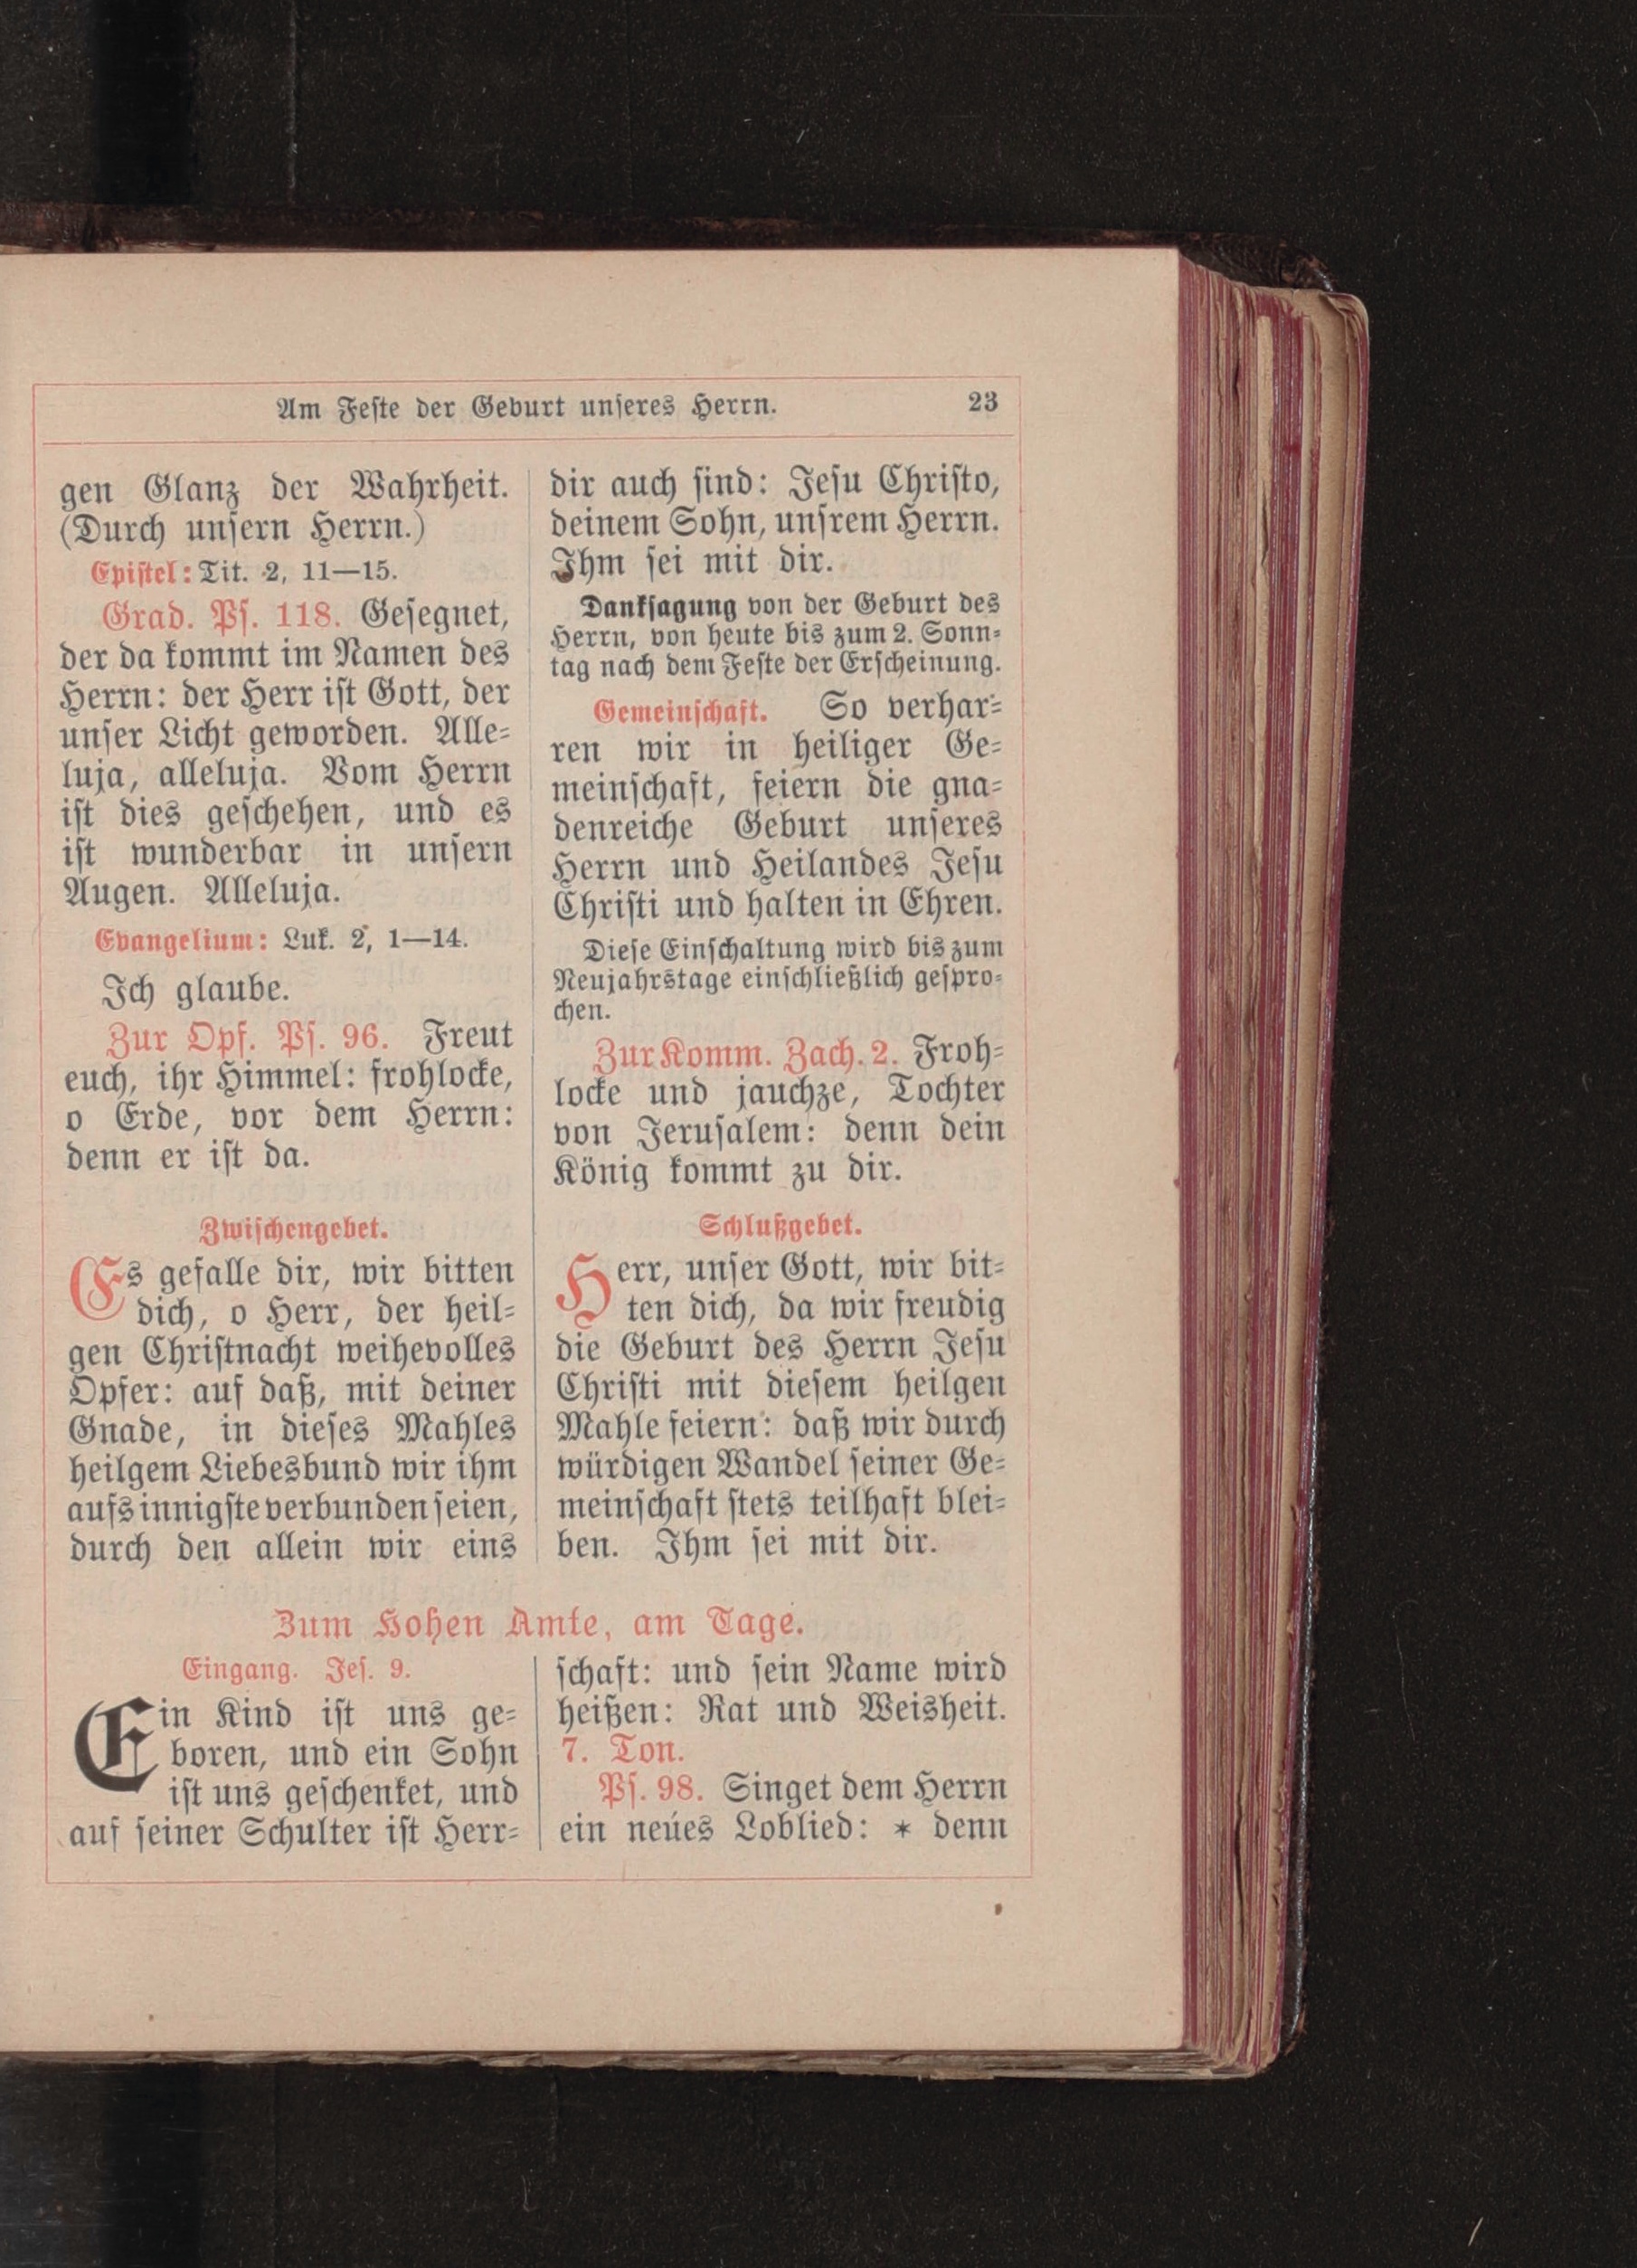 Am Feste der Geburt unseres Herrn. 23
gen Glanz der Wahrheit.
(Durch unsern Herrn.)
Epistel: Tit. 2, 11—15.
Grad. Ps. 118. Gesegnet,
der da kommt im Namen des
Herrn: der Herr ist Gott, der
unser Licht geworden. Alle-
luja, alleluja. Vom Herrn
ist dies geschehen, und es
ist wunderbar in unsern
Augen. Alleluja.
Evangelium: Luk. 2, 1—14.
Ich glaube.
Zur Opf. Ps. 96. Freut
euch, ihr Himmel: frohlocke,
o Erde, vor dem Herrn:
denn er ist da.
Zwischengebet.
Es gefalle dir, wir bitten
dich, o Herr, der heil-
gen Christnacht weihevolles
Opfer: auf daß, mit deiner
Gnade, in dieses Mahles
heilgem Liebesbund wir ihm
aufs innigste verbunden seien,
durch den allein wir eins
dir auch sind: Jesu Christo,
deinem Sohn, unsrem Herrn.
Ihm sei mit dir.
Danksagung von der Geburt des
Herrn, von heute bis zum 2. Sonn-
tag nach dem Feste der Erscheinung.
Gemeinschaft. So verhar-
ren wir in heiliger Ge-
meinschaft, feiern die gna-
denreiche Geburt unseres
Herrn und Heilandes Jesu
Christi und halten in Ehren.
Diese Einschaltung wird bis zum
Neujahrstage einschließlich gespro-
chen.
Zur Komm. Zach. 2. Froh-
locke und jauchze, Tochter
von Jerusalem: denn dein
König kommt zu dir.
Schlußgebet.
Herr, unser Gott, wir bit-
ten dich, da wir freudig
die Geburt des Herrn Jesu
Christi mit diesem heilgen
Mahle feiern: daß wir durch
würdigen Wandel seiner Ge-
meinschaft stets teilhaft blei-
ben. Ihm sei mit dir.
Zum Hohen Amte, am Tage.
Eingang. Jes. 9.
Ein Kind ist uns ge-
boren, und ein Sohn
ist uns geschenket, und
auf seiner Schulter ist Herr-
schaft: und sein Name wird
heißen: Rat und Weisheit.
7. Ton.
Ps. 98. Singet dem Herrn
ein neúes Loblied: * denn